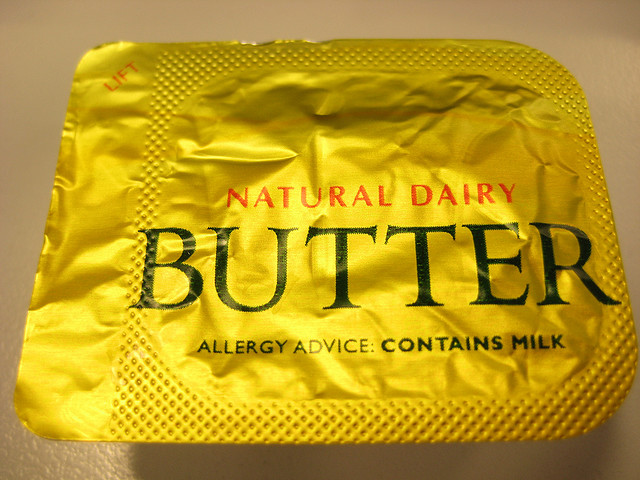 LIFT
NATURAL DAIRY
BUTTER
ALLERGY ADVICE: CONTAINS MILK